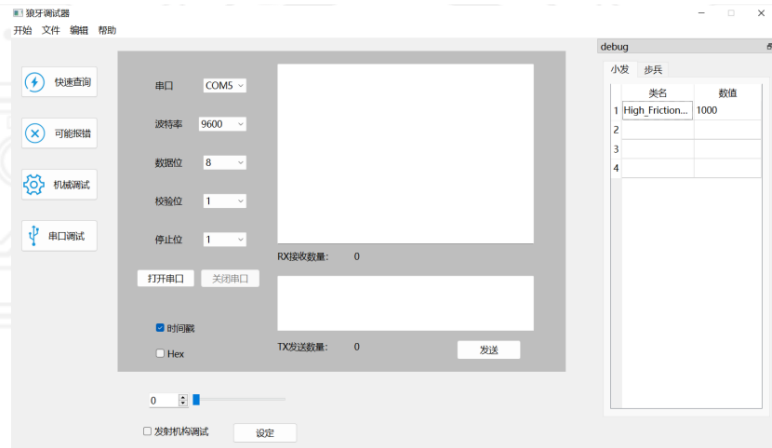 狼牙调试器
开始 文件 编辑 帮助
debug
快速查询
可能报错
机械调试
串口调试
串口 COM5
波特率 9600
数据位 8
校验位 1
停止位 1
打开串口 关闭串口
时间戳
Hex
RX接收数量： 0
TX发送数量： 0
发送
0
发射机构调试 设定
小发 步兵
类名 数值
1 High_Friction... 1000
2
3
4